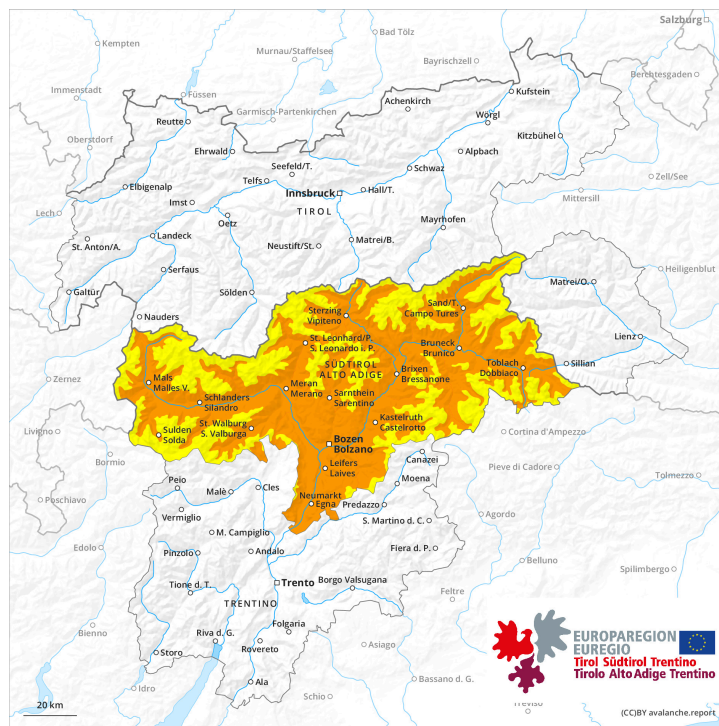 Salzburg
Kempten
Bad Tölz
Murnau/Staffelsee
Bayrischzell
Berchtesgaden
Immenstadt
Füssen
Garmisch-Partenkirchen
Achenkirch
Kufstein
Reutte
Wörgl
Oberstdorf
Ehrwald
Kitzbühel
Seefeld/T.
Alpbach
Schwaz
Telfs
Zell/See
Elbigenalp
Innsbruck
Hall/T.
Mittersill
Imst
TIROL
Lech
Oetz
Mayrhofen
St. Anton/A.
Landeck
Neustift/St.
Matrei/B.
Serfaus
Heiligenblut
Galtür
Sölden
Matrei/O.
Nauders
Sterzing
Vipiteno
Sand/T.
Campo Tures
Lienz
St. Leonhard/P.
S. Leonardo i. P.
Bruneck
Brunico
Sillian
SÜDTIROL
ALTO ADIGE
Toblach
Dobbiaco
Zernez
Mals
Malles V.
Meran
Merano
Brixen
Bressanone
Schlanders
Silandro
Sarnthein
Sarentino
St. Walburg
S. Valburga
Kastelruth
Castelrotto
Livigno
Sulden
Solda
Bozen
Bolzano
Cortina d'Ampezzo
Bormio
Canazei
Pieve di Cadore
Leifers
Laives
Tolmezzo
Peio
Malè
Cles
Moena
Poschiavo
Neumarkt
Egna
Predazzo
Vermiglio
Agordo
S. Martino d. C.
M. Campiglio
Edolo
Pinzolo
Andalo
Fiera d. P.
Belluno
Spilimbergo
Tione d. T.
Trento
Borgo Valsugana
Feltre
TRENTINO
Bienno
Riva d. G.
Folgaria
Storo
Rovereto
Asiago
Ala
Bassano d. G.
Idro
Schio
Treviso
EUROPAREGION
EUREGIO
Tirol Südtirol Trentino
Tirolo Alto Adige Trentino
20 km
(CC)BY avalanche.report